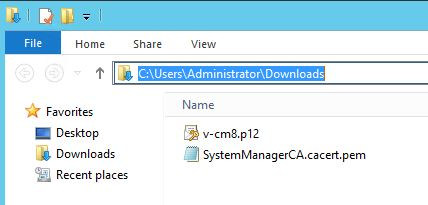 File
Home
Share
View
C:\Users\Administrator\Downloads
Favorites
Desktop
Downloads
Recent places
Name
v-cm8.p12
SystemManagerCA.cacert.pem